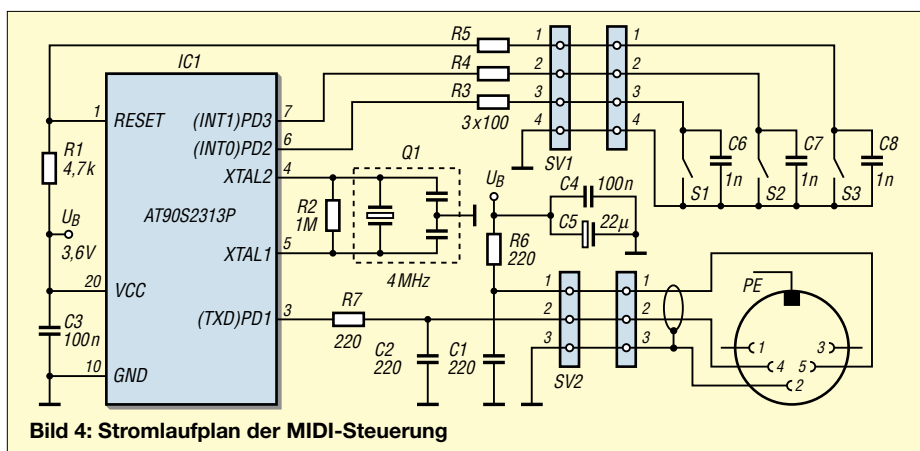 R5
R4
R3
3x100
1
2
3
4
SV1
1
2
3
4
IC1
1
RESET
(INT1)PD3
7
(INT0)PD2
6
XTAL2
4
AT90S2313P
XTAL1
5
20
VCC
(TXD)PD1
3
10
GND
R1
4,7k
UB
3,6V
C3
100n
R2
1M
Q1
4MHz
UB
C4
100n
C5
22µ
R6
220
S1
C6
1n
S2
C7
1n
S3
C8
1n
R7
220
C2
220
C1
220
1
2
3
SV2
1
2
3
PE
1
3
4
5
2
Bild 4: Stromlaufplan der MIDI-Steuerung